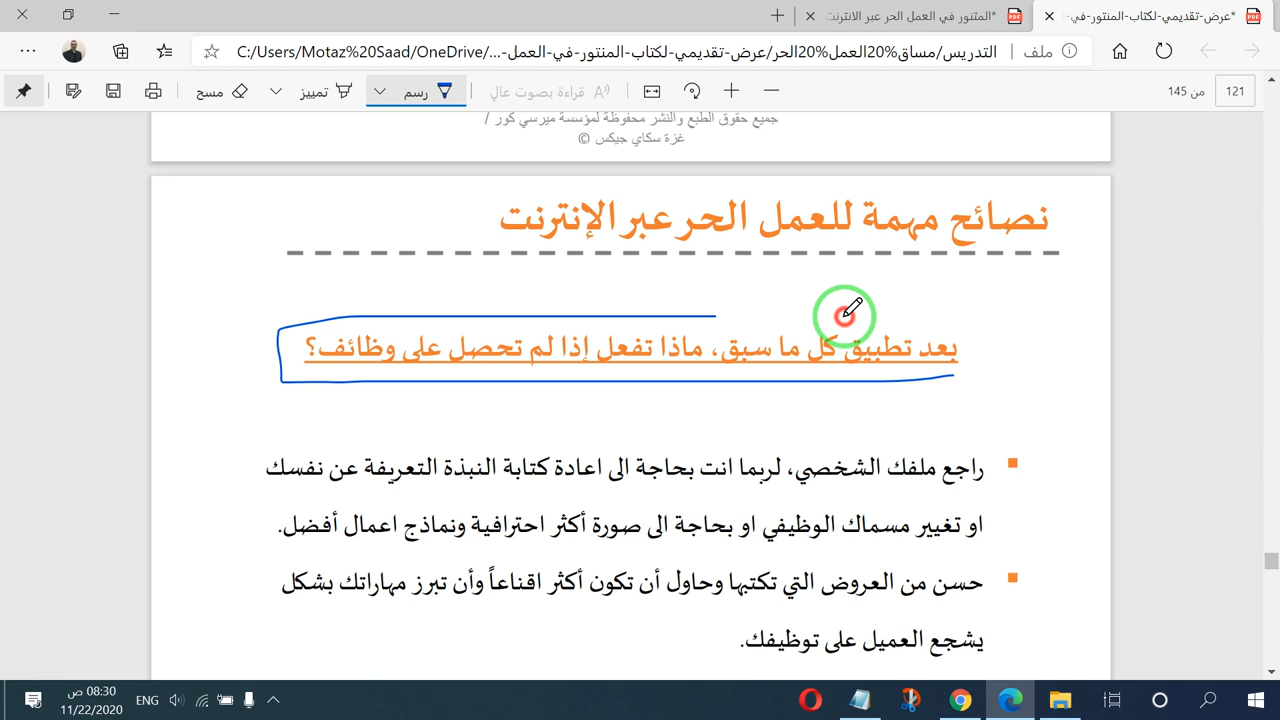 *عرض-تقديمي-لكتاب-المنتور-في-ا
*المنتور في العمل الحر عبر الانترنت
ملف
C:/Users/Motaz%20Saad/OneDrive/التدريس/مساق%20العمل%20الحر/عرض-تقديمي-لكتاب-المنتور-في-العمل-...
121 من 145
قراءة بصوت عالٍ
رسم
تمييز
مسح
جميع حقوق الطبع والنشر محفوظة لمؤسسة ميرسي كور /
غزة سكاي جيكس ©
نصائح مهمة للعمل الحر عبر الإنترنت
بعد تطبيق كل ما سبق، ماذا تفعل إذا لم تحصل على وظائف؟
▪ راجع ملفك الشخصي، لربما انت بحاجة الى اعادة كتابة النبذة التعريفة عن نفسك
او تغيير مسماك الوظيفي او بحاجة الى صورة أكثر احترافية ونماذج اعمال أفضل.
▪ حسن من العروض التي تكتبها وحاول أن تكون أكثر اقناعاً وأن تبرز مهاراتك بشكل
يشجع العميل على توظيفك.
ENG
08:30 ص
11/22/2020